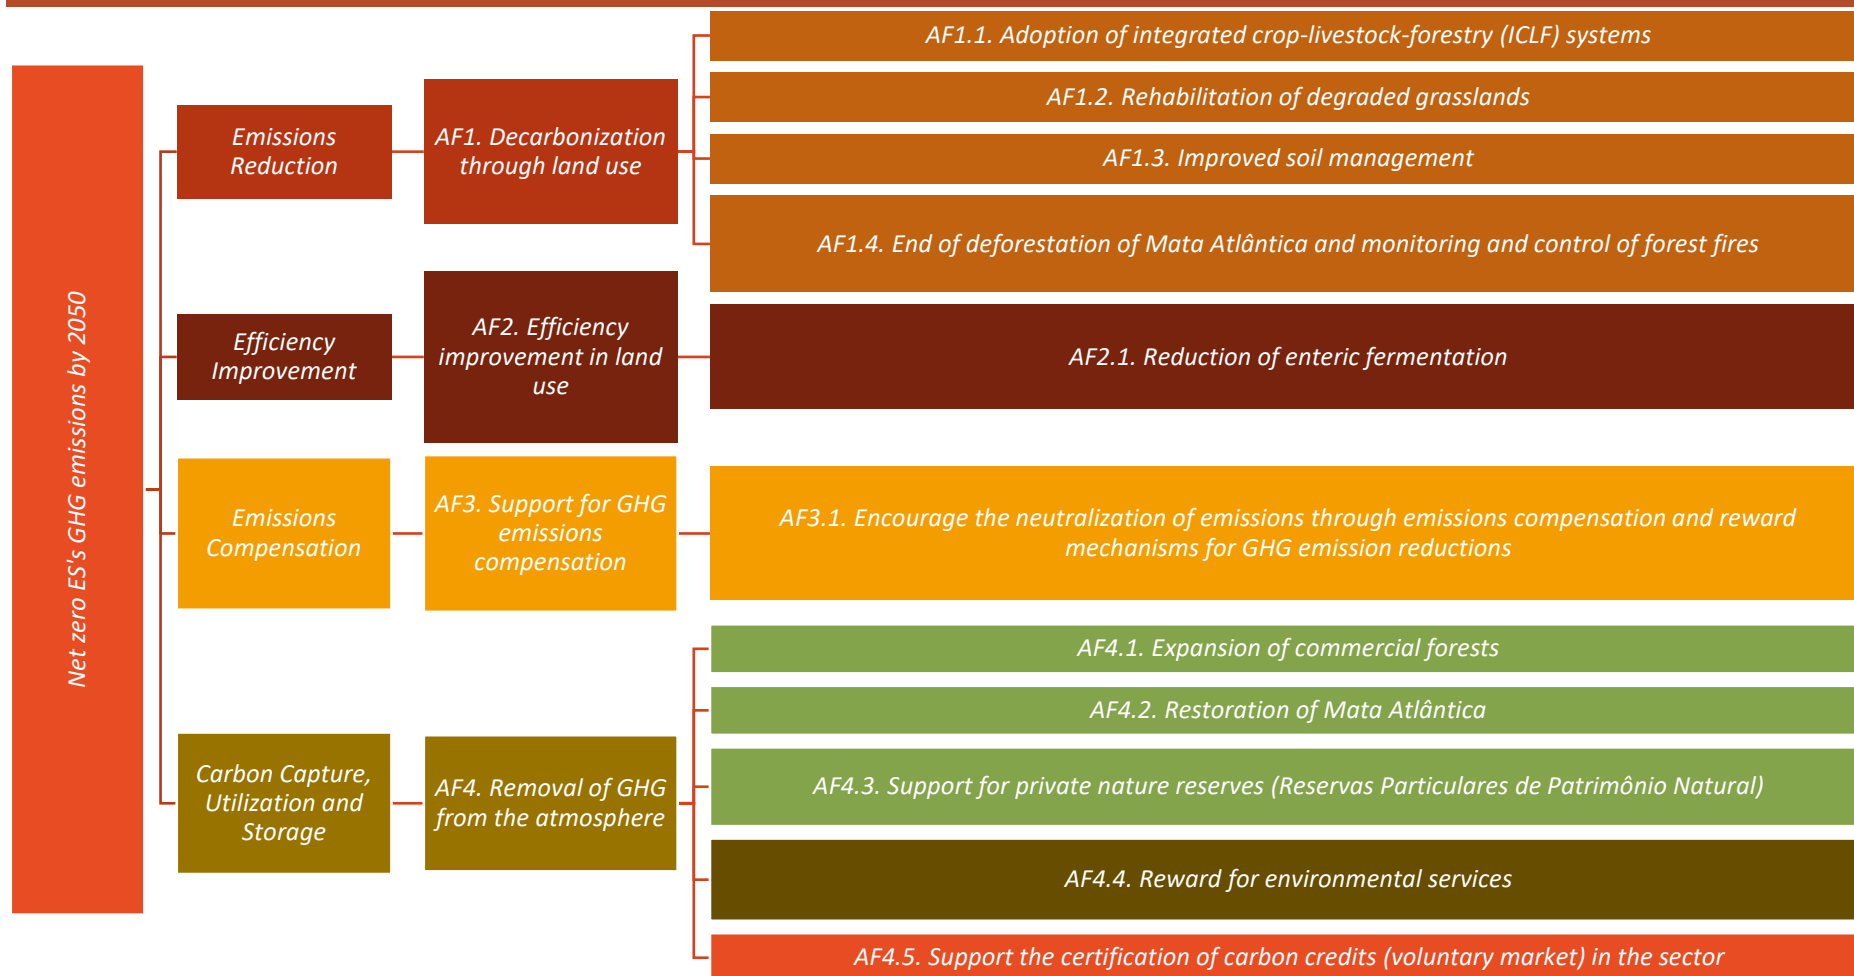 Net zero ES's GHG emissions by 2050
Emissions
Reduction
AF1. Decarbonization
through land use
AF1.1. Adoption of integrated crop-livestock-forestry (ICLF) systems
AF1.2. Rehabilitation of degraded grasslands
AF1.3. Improved soil management
AF1.4. End of deforestation of Mata Atlântica and monitoring and control of forest fires
Efficiency
Improvement
AF2. Efficiency
improvement in land
use
AF2.1. Reduction of enteric fermentation
Emissions
Compensation
AF3. Support for GHG
emissions
compensation
AF3.1. Encourage the neutralization of emissions through emissions compensation and reward
mechanisms for GHG emission reductions
Carbon Capture,
Utilization and
Storage
AF4. Removal of GHG
from the atmosphere
AF4.1. Expansion of commercial forests
AF4.2. Restoration of Mata Atlântica
AF4.3. Support for private nature reserves (Reservas Particulares de Patrimônio Natural)
AF4.4. Reward for environmental services
AF4.5. Support the certification of carbon credits (voluntary market) in the sector